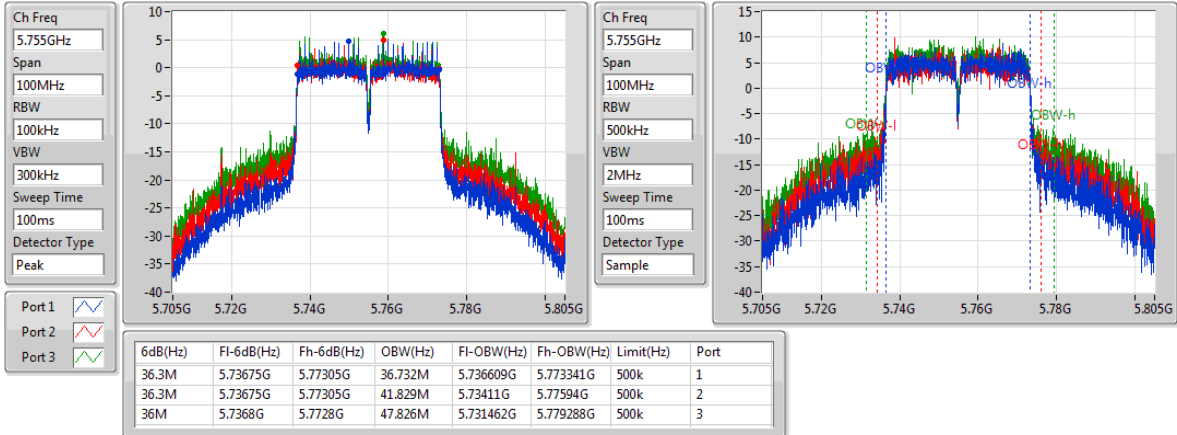 Ch Freq
5.755GHz
Span
100MHz
RBW
100kHz
VBW
300kHz
Sweep Time
100ms
Detector Type
Peak
Port 1
Port 2
Port 3
10
5
0
-5
-10
-15
-20
-25
-30
-35
-40
5.705G
5.72G
5.74G
5.76G
5.78G
5.805G
Ch Freq
5.755GHz
Span
100MHz
RBW
500kHz
VBW
2MHz
Sweep Time
100ms
Detector Type
Sample
15
10
5
0
-5
-10
-15
-20
-25
-30
-35
-40
OBW-h
OBW-h
5.705G
5.72G
5.74G
5.76G
5.78G
5.805G
6dB(Hz) Fl-6dB(Hz) Fh-6dB(Hz) OBW(Hz) Fl-OBW(Hz) Fh-OBW(Hz) Limit(Hz) Port
36.3M 5.73675G 5.77305G 36.732M 5.736609G 5.773341G 500k 1
36.3M 5.73675G 5.77305G 41.829M 5.73411G 5.77594G 500k 2
36M 5.7368G 5.7728G 47.826M 5.731462G 5.779288G 500k 3